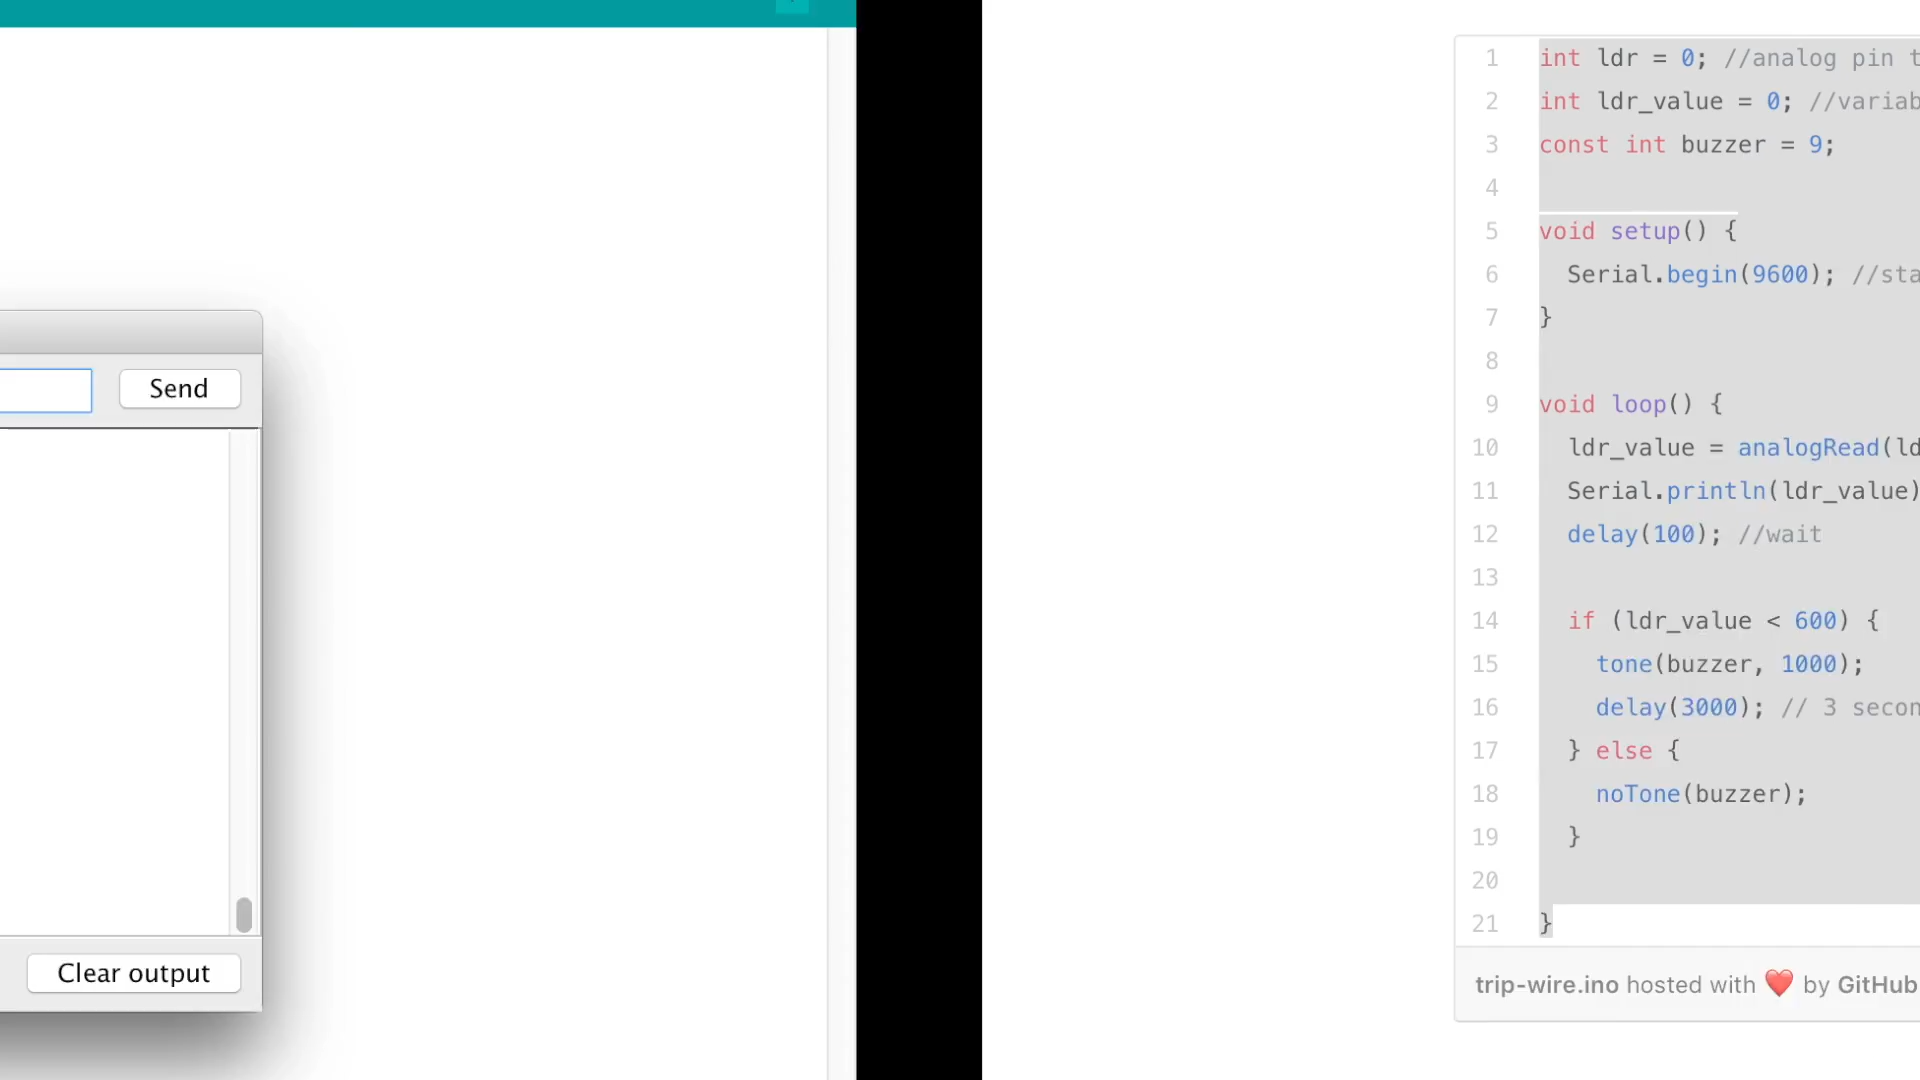 Send
Clear output
1 int ldr = 0; //analog pin t
2 int ldr_value = 0; //variab
3 const int buzzer = 9;
4
5 void setup() {
6 Serial.begin(9600); //sta
7 }
8
9 void loop() {
10 ldr_value = analogRead(ld
11 Serial.println(ldr_value)
12 delay(100); //wait
13
14 if (ldr_value < 600) {
15 tone(buzzer, 1000);
16 delay(3000); // 3 secon
17 } else {
18 noTone(buzzer);
19 }
20
21 }
trip-wire.ino hosted with ❤ by GitHub